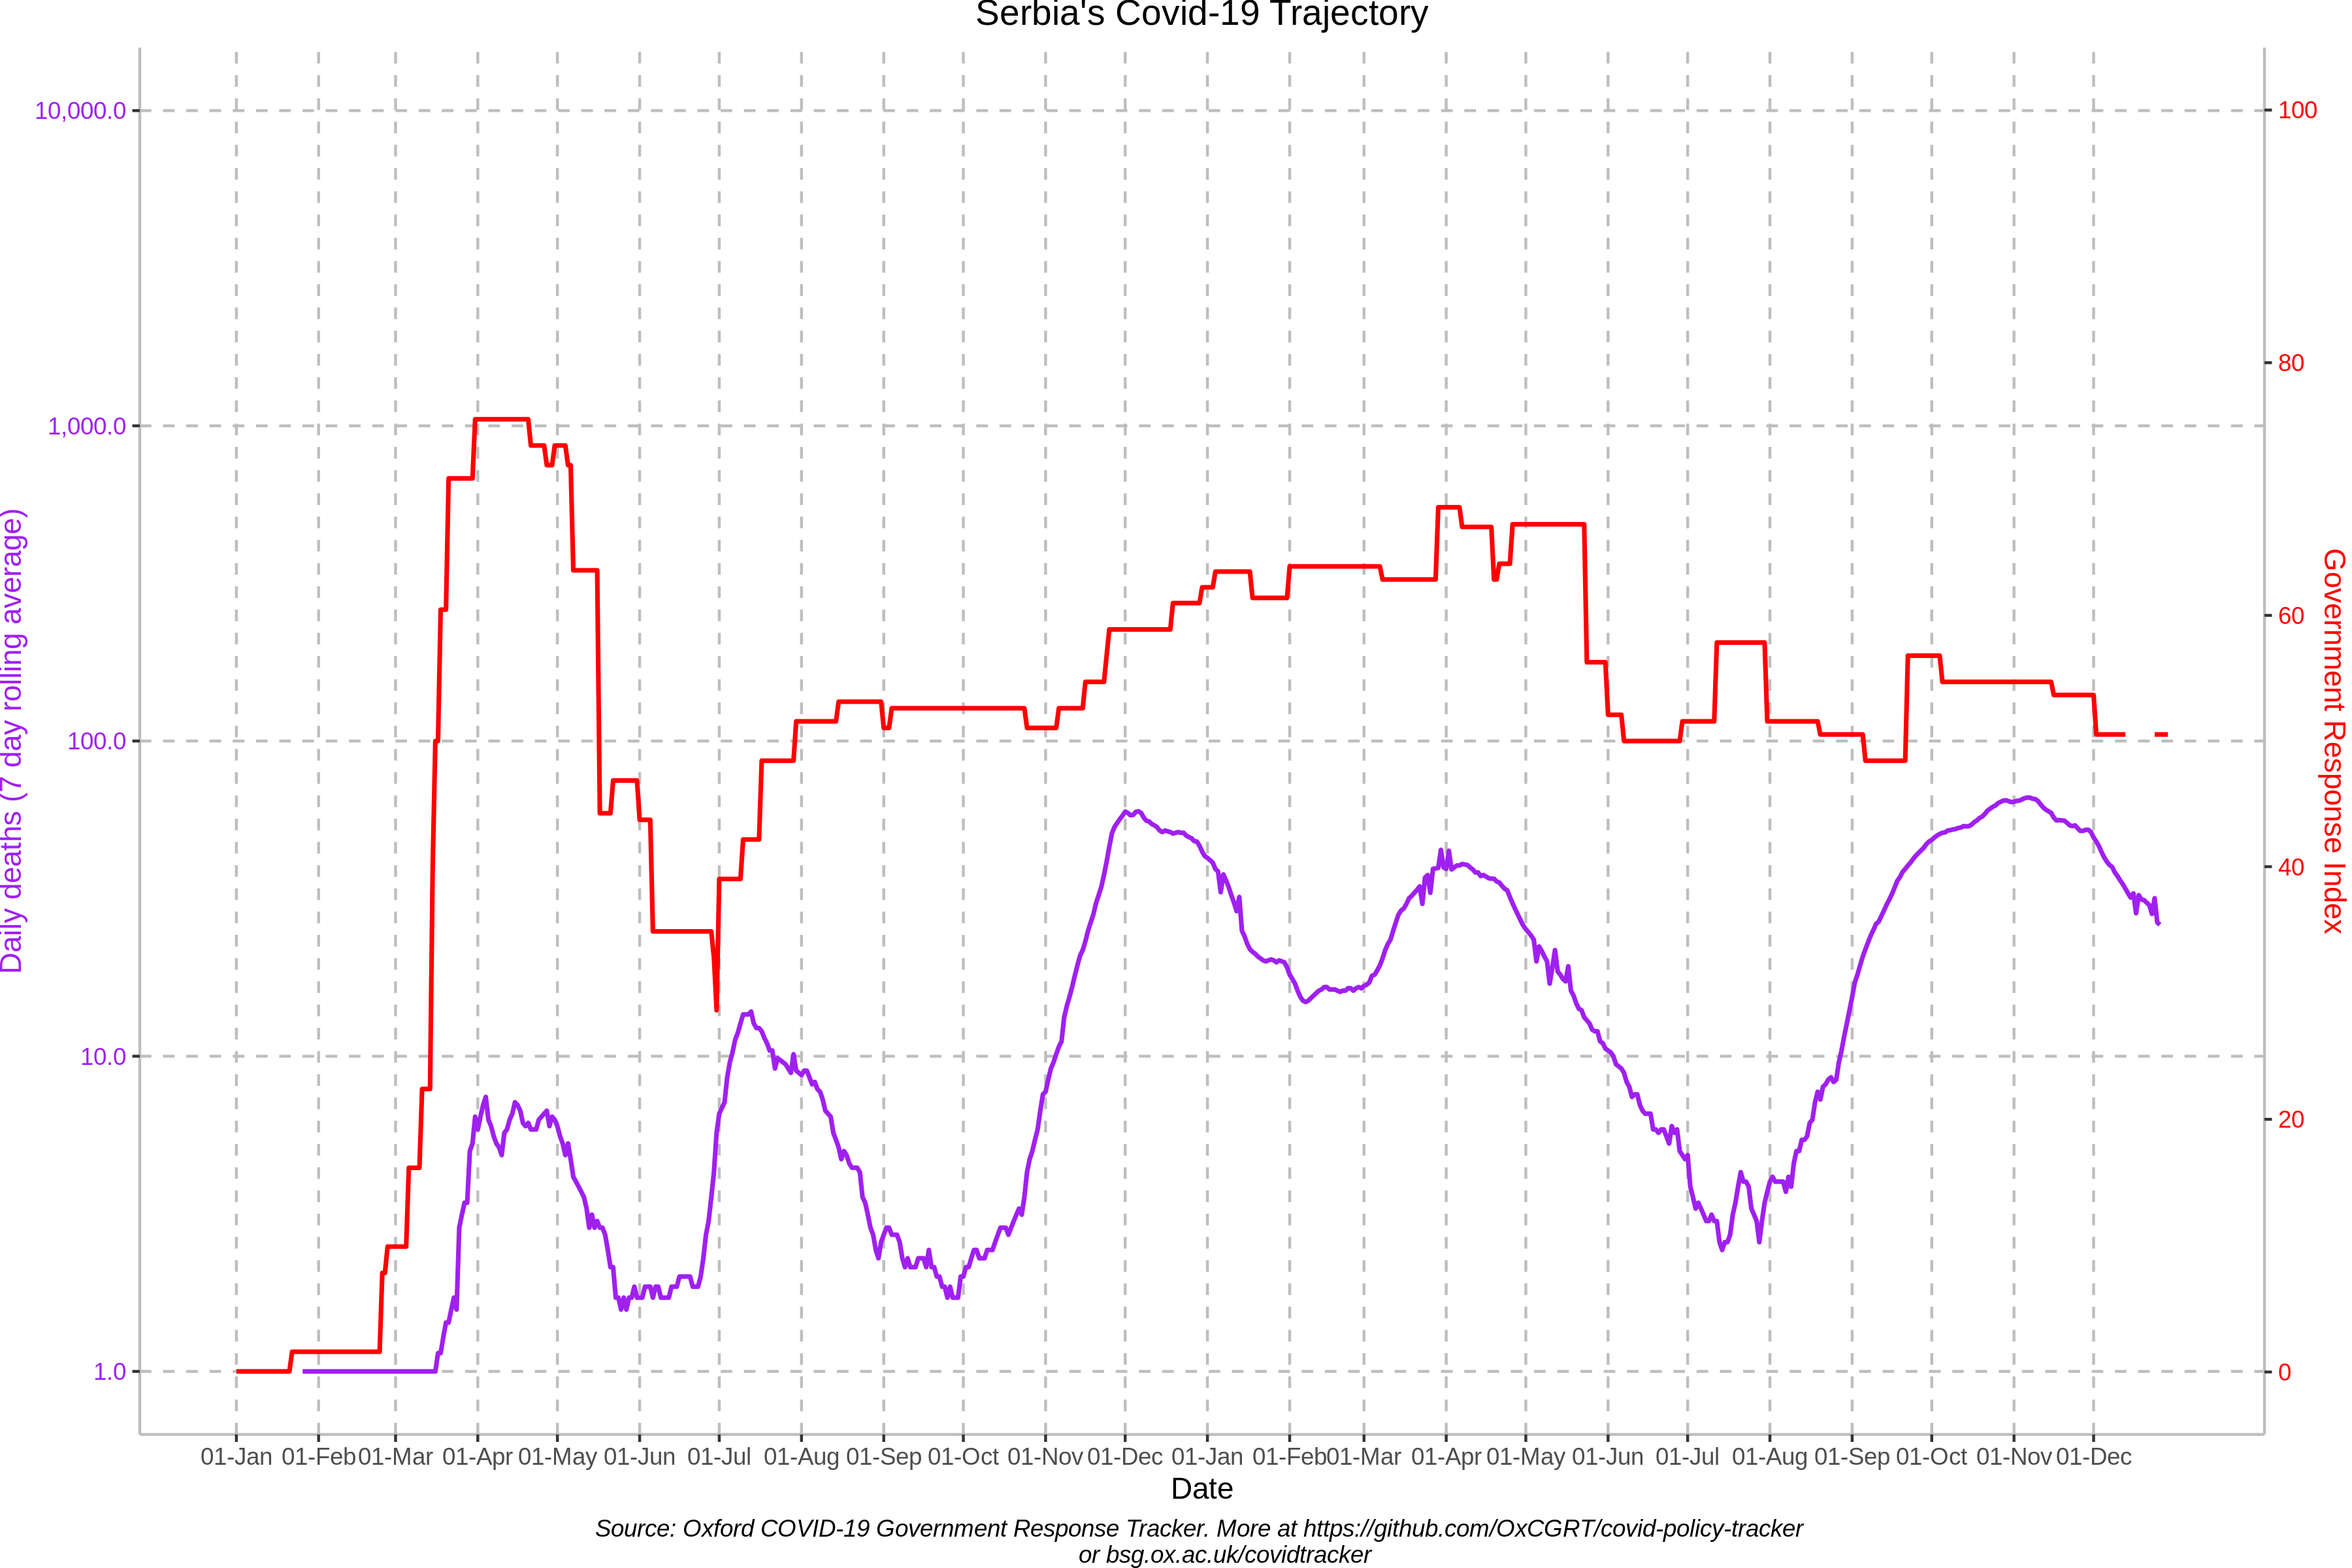 Serbia's Covid-19 Trajectory
10,000.0
1,000.0
100.0
10.0
1.0
Daily deaths (7 day rolling average)
100
80
60
40
20
0
Government Response Index
01-Jan 01-Feb 01-Mar 01-Apr 01-May 01-Jun 01-Jul 01-Aug 01-Sep 01-Oct 01-Nov 01-Dec 01-Jan 01-Feb 01-Mar 01-Apr 01-May 01-Jun 01-Jul 01-Aug 01-Sep 01-Oct 01-Nov 01-Dec
Date
Source: Oxford COVID-19 Government Response Tracker. More at https://github.com/OxCGRT/covid-policy-tracker
or bsg.ox.ac.uk/covidtracker